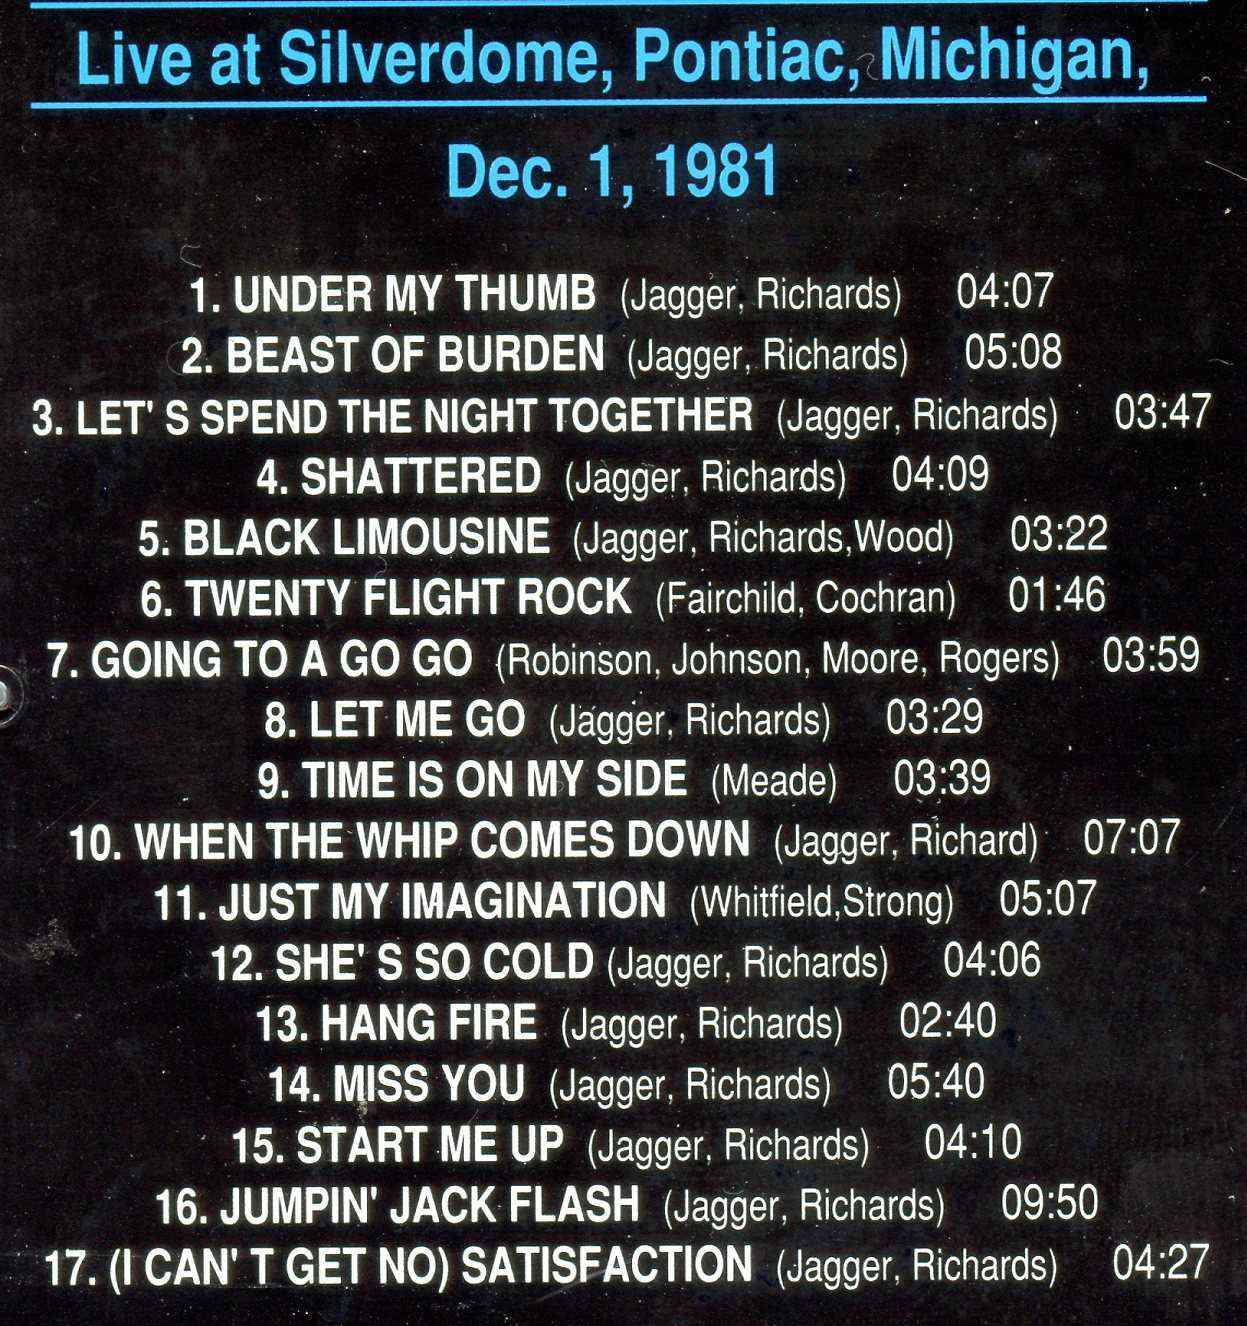 Live at Silverdome, Pontiac, Michigan,
Dec. 1, 1981
1. UNDER MY THUMB (Jagger, Richards) 04:07
2. BEAST OF BURDEN (Jagger, Richards) 05:08
3. LET' S SPEND THE NIGHT TOGETHER (Jagger, Richards) 03:47
4. SHATTERED (Jagger, Richards) 04:09
5. BLACK LIMOUSINE (Jagger, Richards,Wood) 03:22
6. TWENTY FLIGHT ROCK (Fairchild, Cochran) 01:46
7. GOING TO A GO GO (Robinson, Johnson, Moore, Rogers) 03:59
8. LET ME GO (Jagger, Richards) 03:29
9. TIME IS ON MY SIDE (Meade) 03:39
10. WHEN THE WHIP COMES DOWN (Jagger, Richard) 07:07
11. JUST MY IMAGINATION (Whitfield,Strong) 05:07
12. SHE' S SO COLD (Jagger, Richards) 04:06
13. HANG FIRE (Jagger, Richards) 02:40
14. MISS YOU (Jagger, Richards) 05:40
15. START ME UP (Jagger, Richards) 04:10
16. JUMPIN' JACK FLASH (Jagger, Richards) 09:50
17. (I CAN' T GET NO) SATISFACTION (Jagger, Richards) 04:27